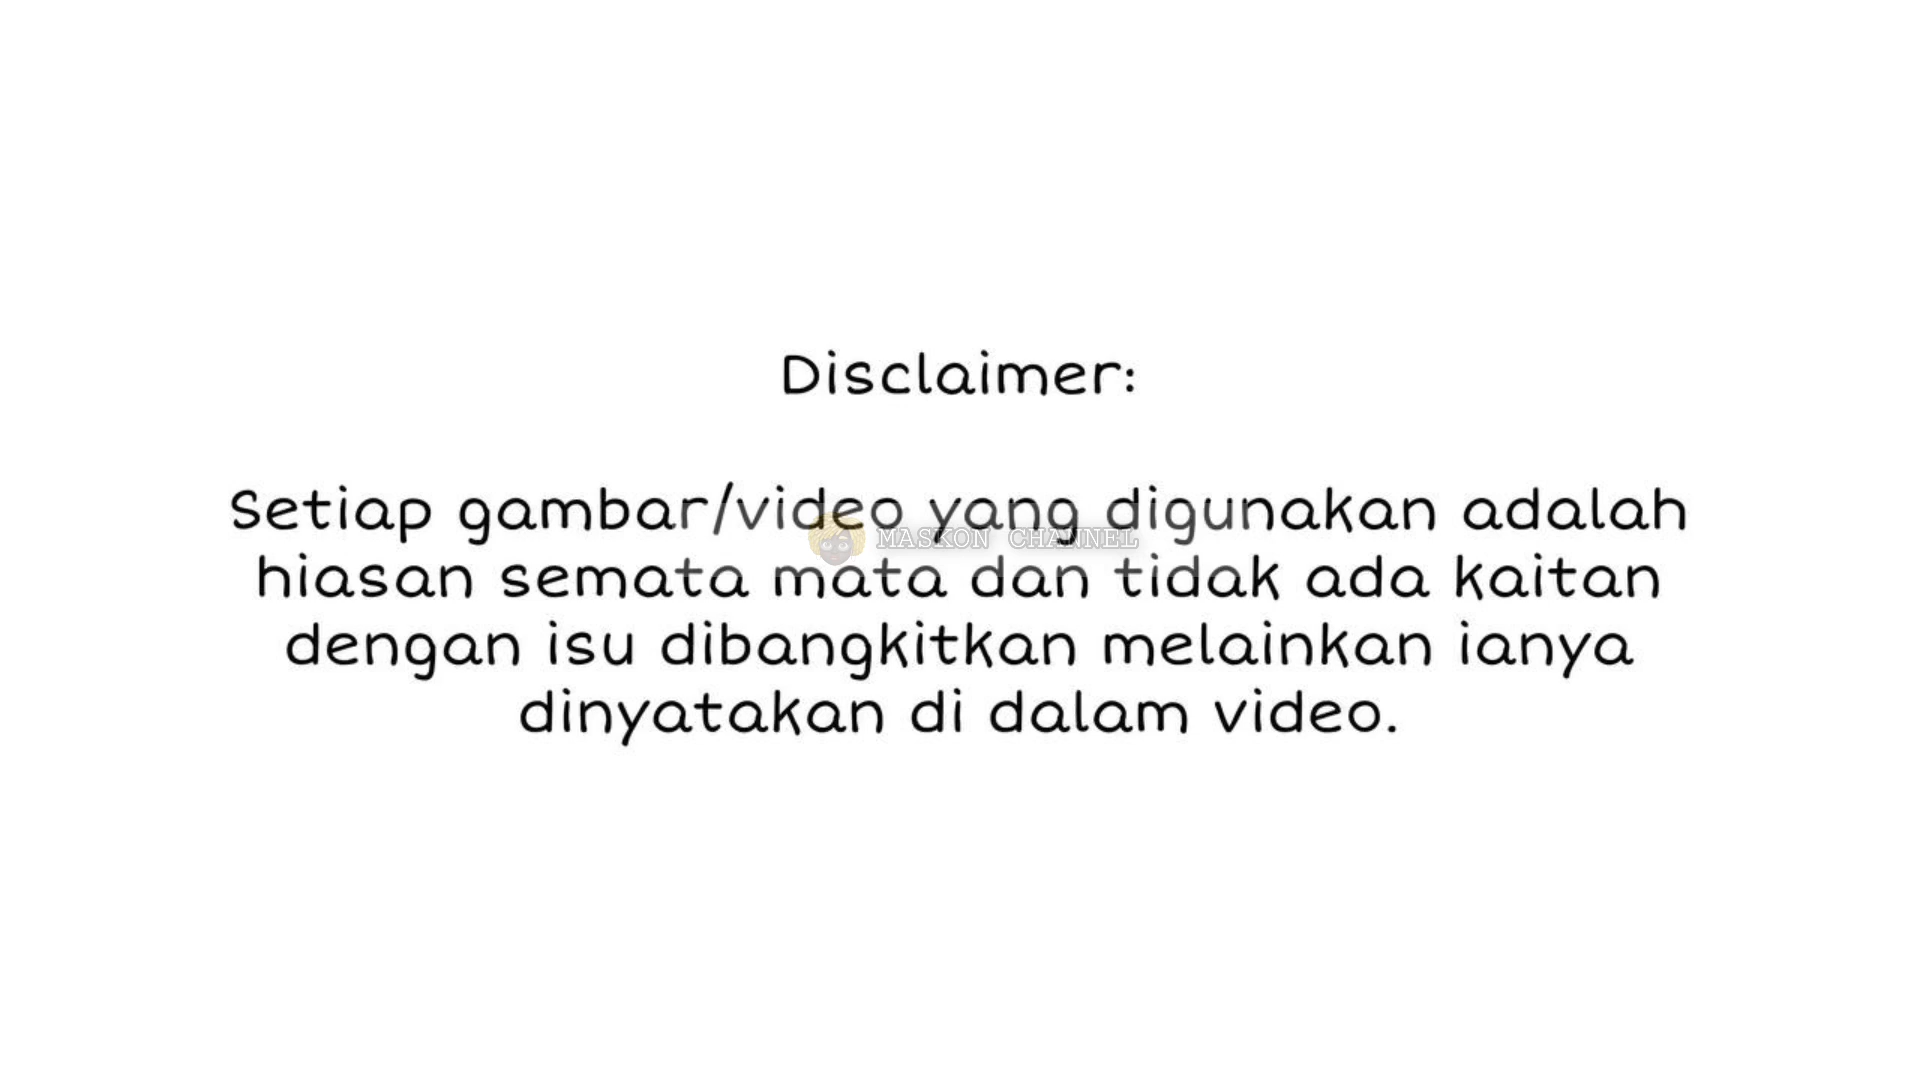 Disclaimer:
Setiap gambar/video yang digunakan adalah
MASKON CHANNEL
hiasan semata mata dan tidak ada kaitan
dengan isu dibangkitkan melainkan ianya
dinyatakan di dalam video.